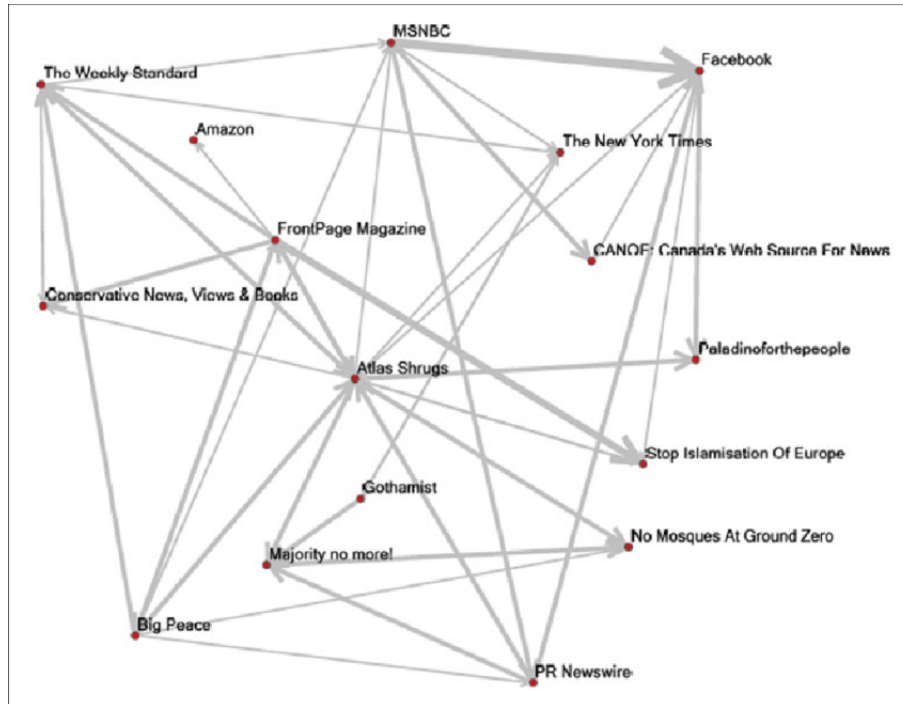 MSNBC
Facebook
The Weekly Standard
Amazon
The New York Times
FrontPage Magazine
CANOE: Canada's Web Source For News
Conservative News, Views & Books
Paladinoforthepeople
Atlas Shrugs
Stop Islamisation Of Europe
Gothamist
No Mosques At Ground Zero
Majority no more!
Big Peace
PR Newswire